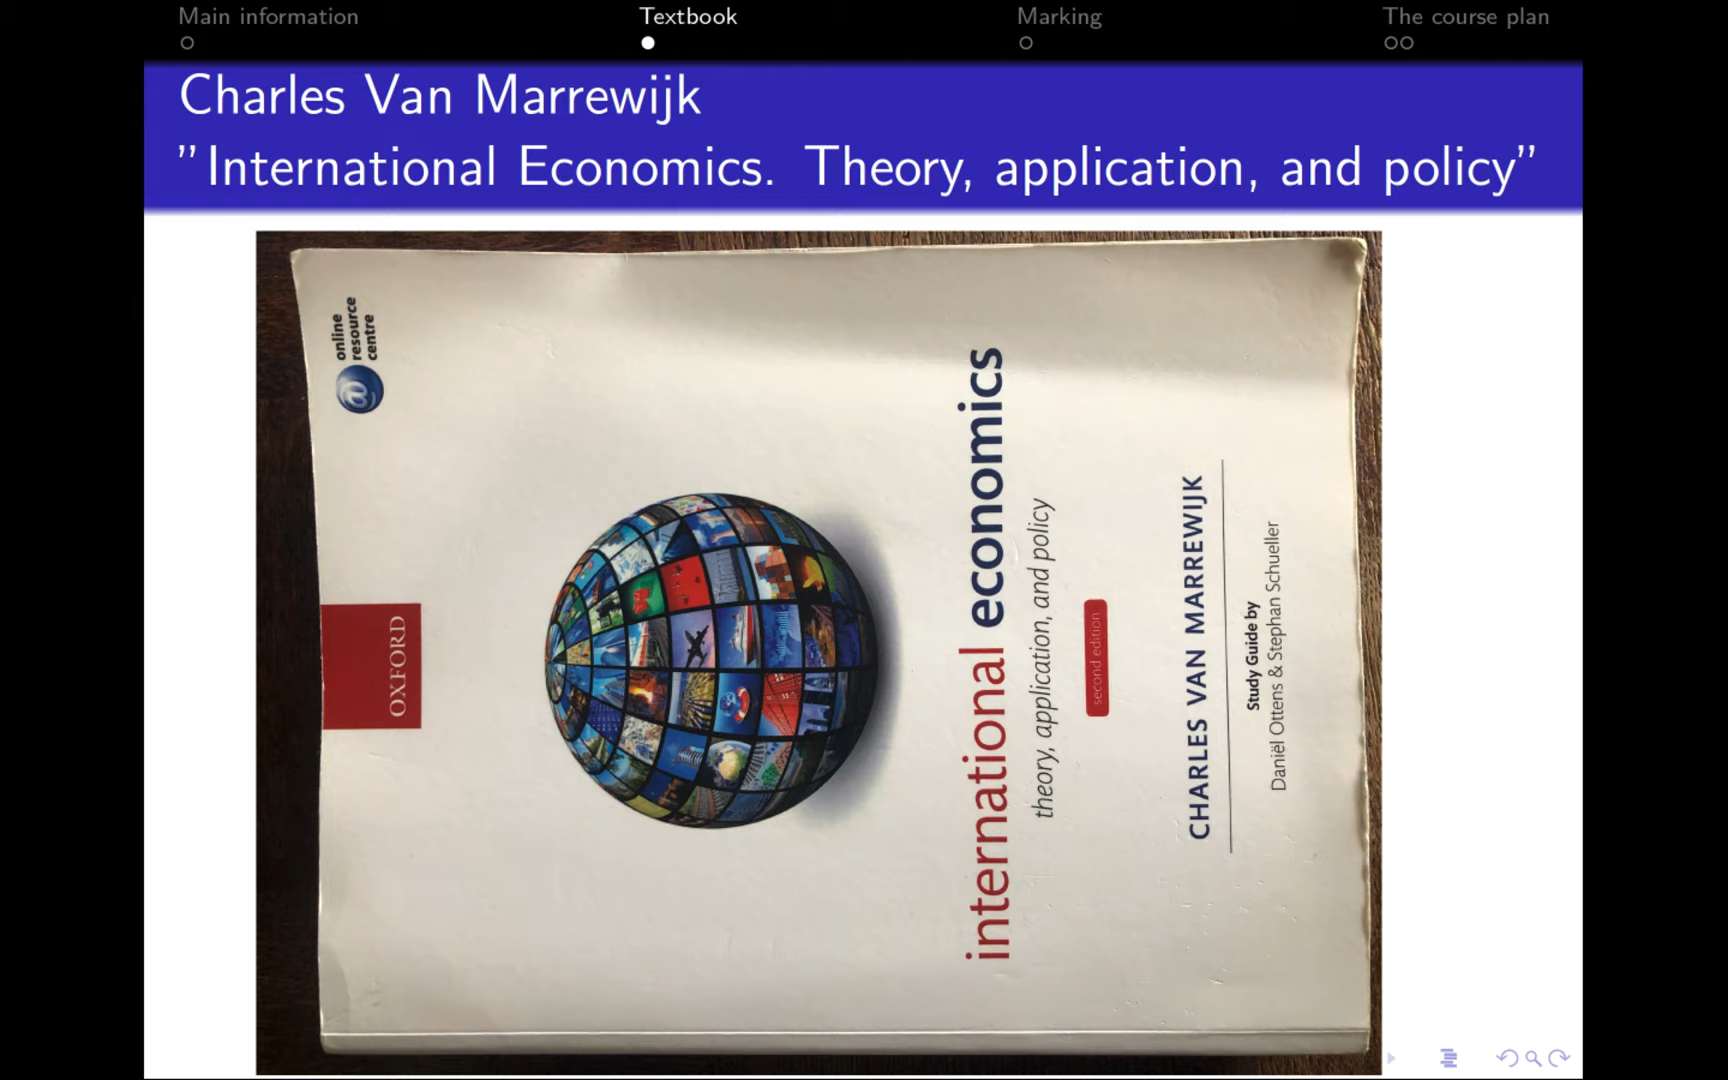 Main information
Textbook
Marking
The course plan
Charles Van Marrewijk
”International Economics. Theory, application, and policy”
online
resource
centre
OXFORD
international economics
theory, application, and policy
second edition
CHARLES VAN MARREWIJK
Study Guide by
Daniël Ottens & Stephan Schueller